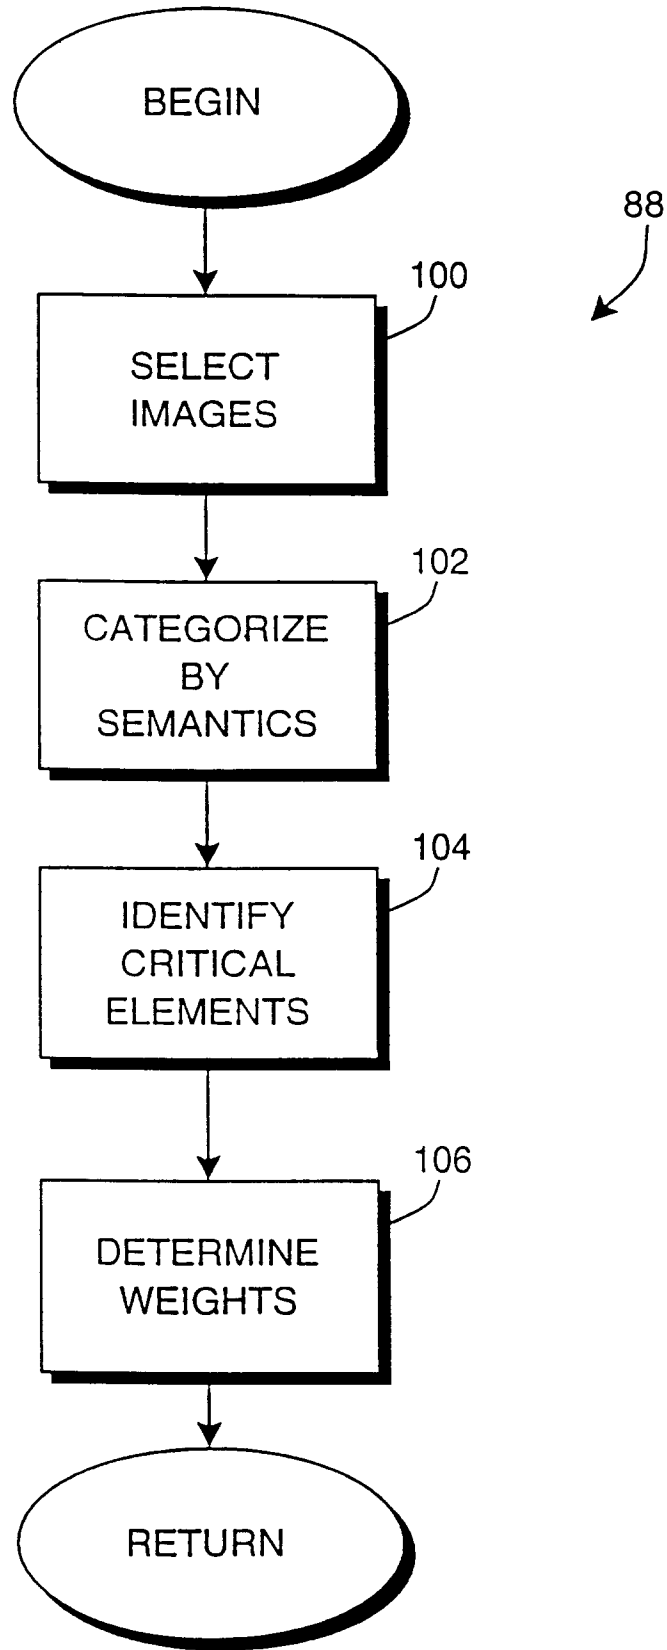 BEGIN
88
100
SELECT
IMAGES
102
CATEGORIZE
BY
SEMANTICS
104
IDENTIFY
CRITICAL
ELEMENTS
106
DETERMINE
WEIGHTS
RETURN